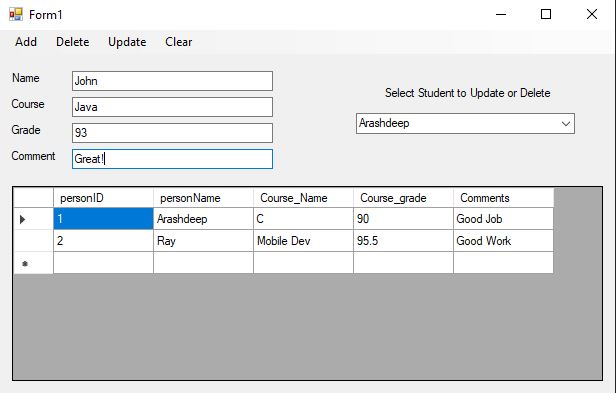 Form1
Add Delete Update Clear
Name John
Course Java
Grade 93
Comment Great!
Select Student to Update or Delete
Arashdeep
personID personName Course_Name Course_grade Comments
1 Arashdeep C 90 Good Job
2 Ray Mobile Dev 95.5 Good Work